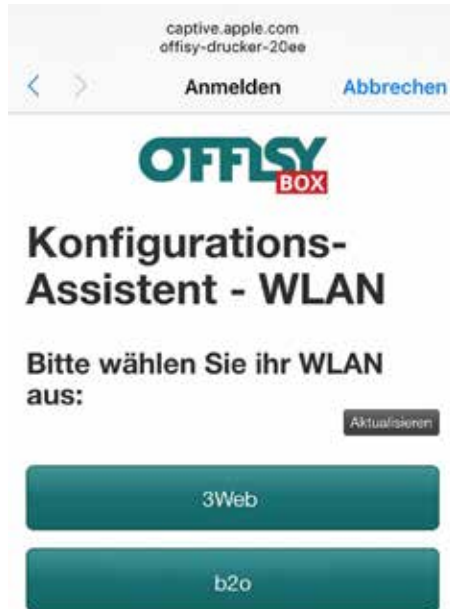 captive.apple.com
offisy-drucker-20ee
Anmelden
Abbrechen
OFFISY
BOX
Konfigurations-
Assistent - WLAN
Bitte wählen Sie ihr WLAN
aus:
Aktualisieren
3Web
b2o